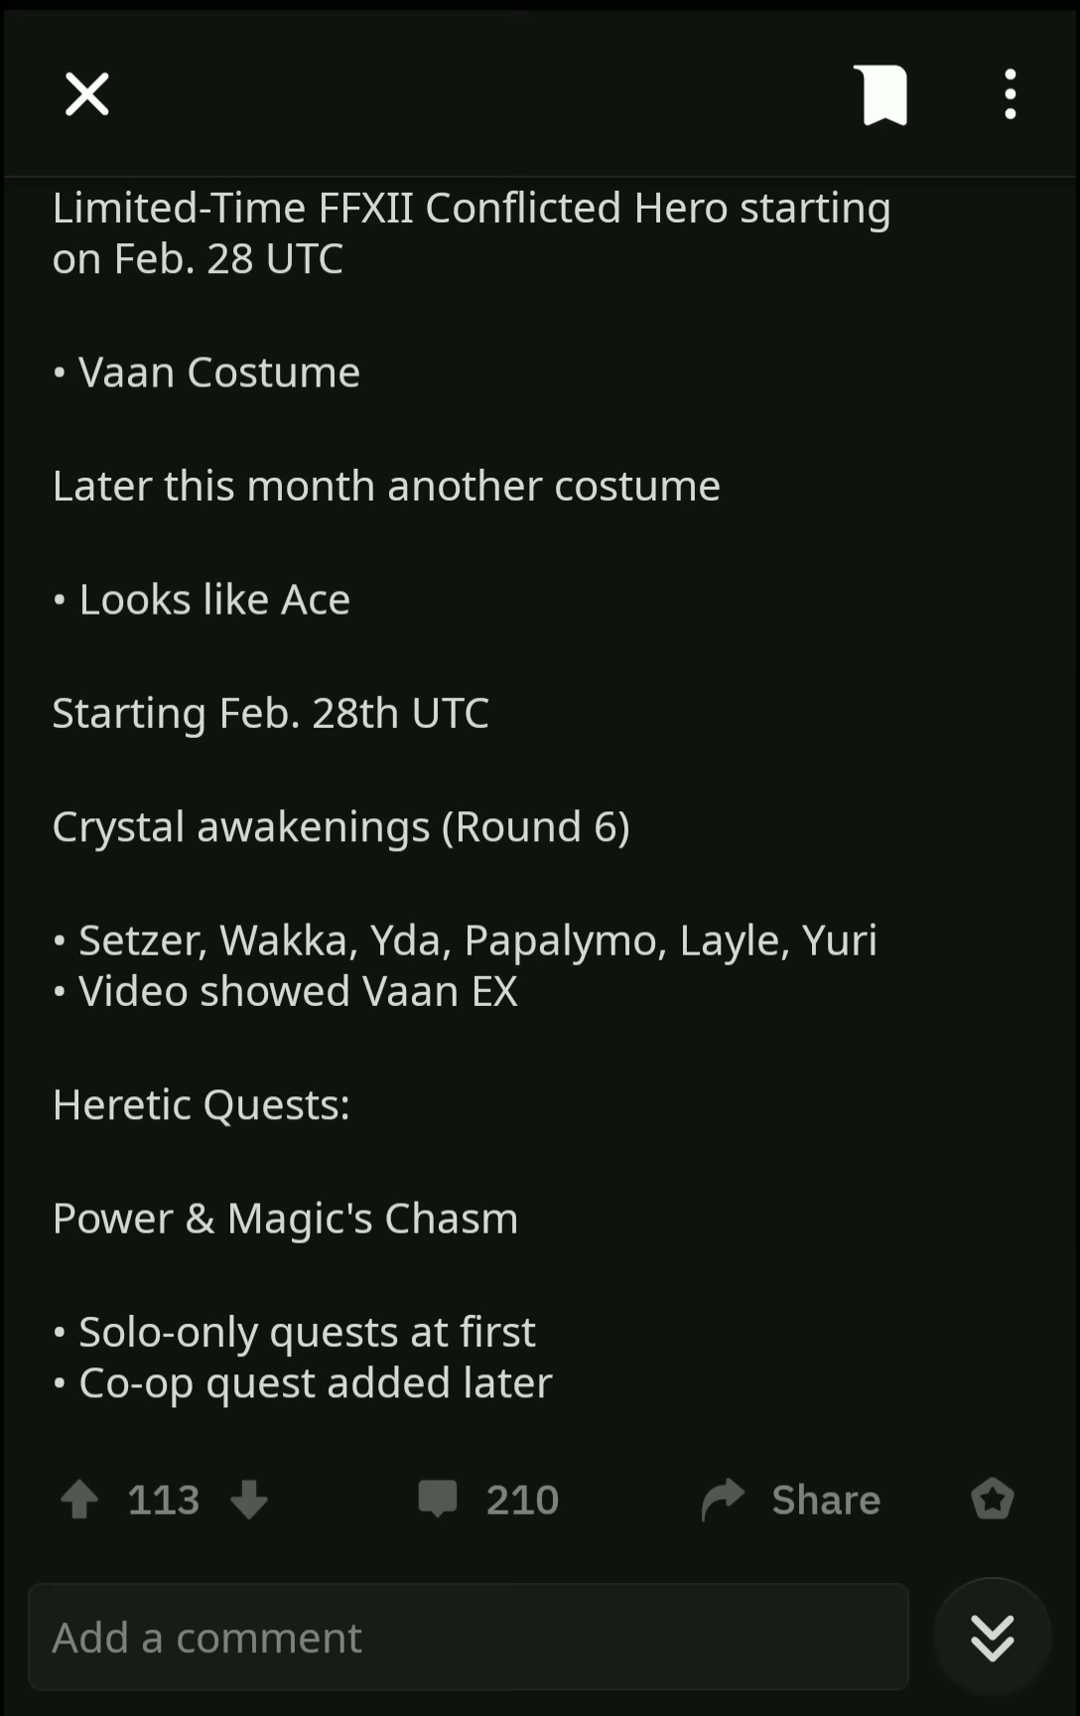 Limited-Time FFXII Conflicted Hero starting
on Feb. 28 UTC
• Vaan Costume
Later this month another costume
• Looks like Ace
Starting Feb. 28th UTC
Crystal awakenings (Round 6)
• Setzer, Wakka, Yda, Papalymo, Layle, Yuri
• Video showed Vaan EX
Heretic Quests:
Power & Magic's Chasm
• Solo-only quests at first
• Co-op quest added later
113 210 Share
Add a comment